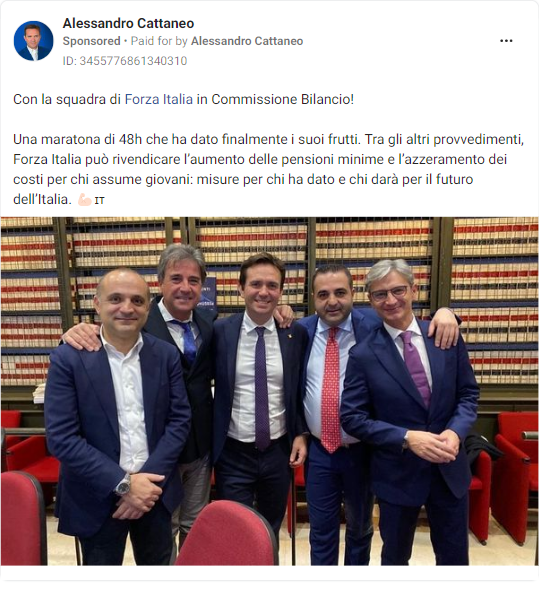 Alessandro Cattaneo
Sponsored • Paid for by Alessandro Cattaneo
ID: 3455776861340310
Con la squadra di Forza Italia in Commissione Bilancio!
Una maratona di 48h che ha dato finalmente i suoi frutti. Tra gli altri provvedimenti,
Forza Italia può rivendicare l’aumento delle pensioni minime e l’azzeramento dei
costi per chi assume giovani: misure per chi ha dato e chi darà per il futuro
dell’Italia. 💪🏻 IT